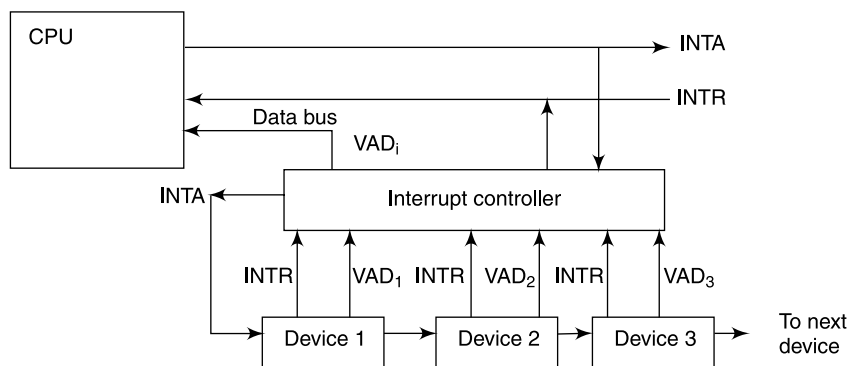 CPU
INTA
INTR
Data bus
VADi
INTA
Interrupt controller
INTR
VAD1
INTR
VAD2
INTR
VAD3
Device 1
Device 2
Device 3
To next
device